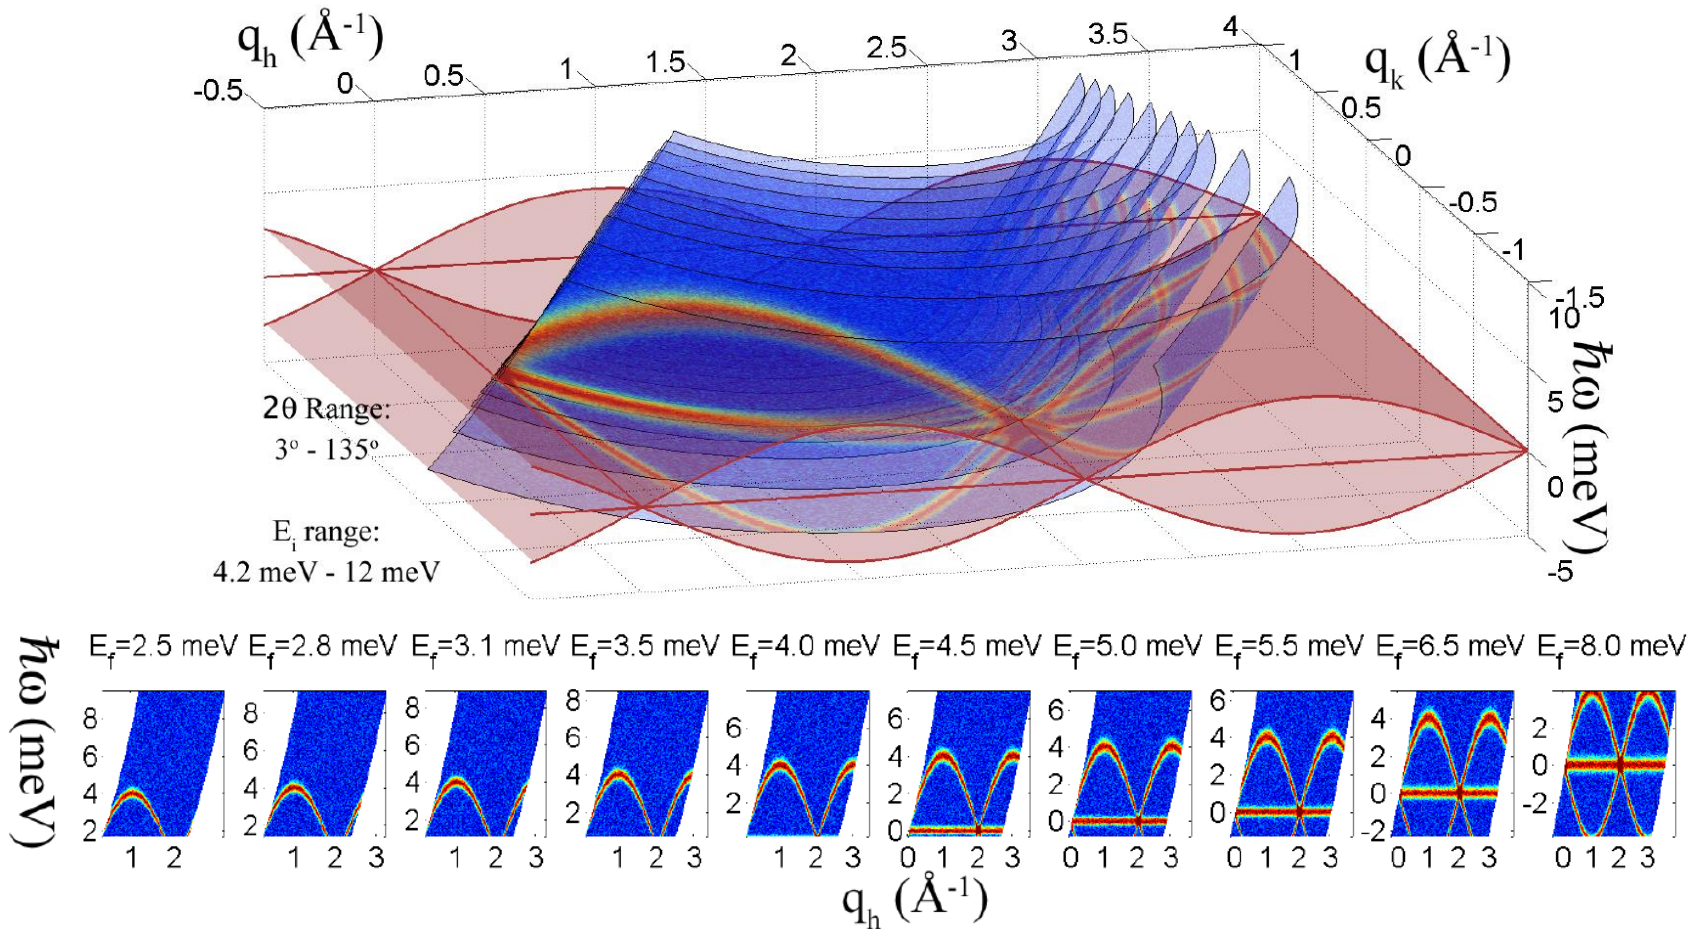 q_h (Å⁻¹)
-0.5 0 0.5 1 1.5 2 2.5 3 3.5 4
q_k (Å⁻¹)
1 0.5 0 -0.5 -1 -1.5
ħω (meV)
10 5 0 -5
2θ Range:
3° - 135°
E_i range:
4.2 meV - 12 meV
ħω (meV)
E_f=2.5 meV E_f=2.8 meV E_f=3.1 meV E_f=3.5 meV E_f=4.0 meV E_f=4.5 meV E_f=5.0 meV E_f=5.5 meV E_f=6.5 meV E_f=8.0 meV
8 6 4 2
1 2
8 6 4 2
1 2 3
8 6 4 2
1 2 3
8 6 4 2
1 2 3
6 4 2
1 2 3
6 4 2 0
0 1 2 3
6 4 2 0
0 1 2 3
6 4 2 0
0 1 2 3
4 2 0 -2
0 1 2 3
2 0 -2
0 1 2 3
q_h (Å⁻¹)